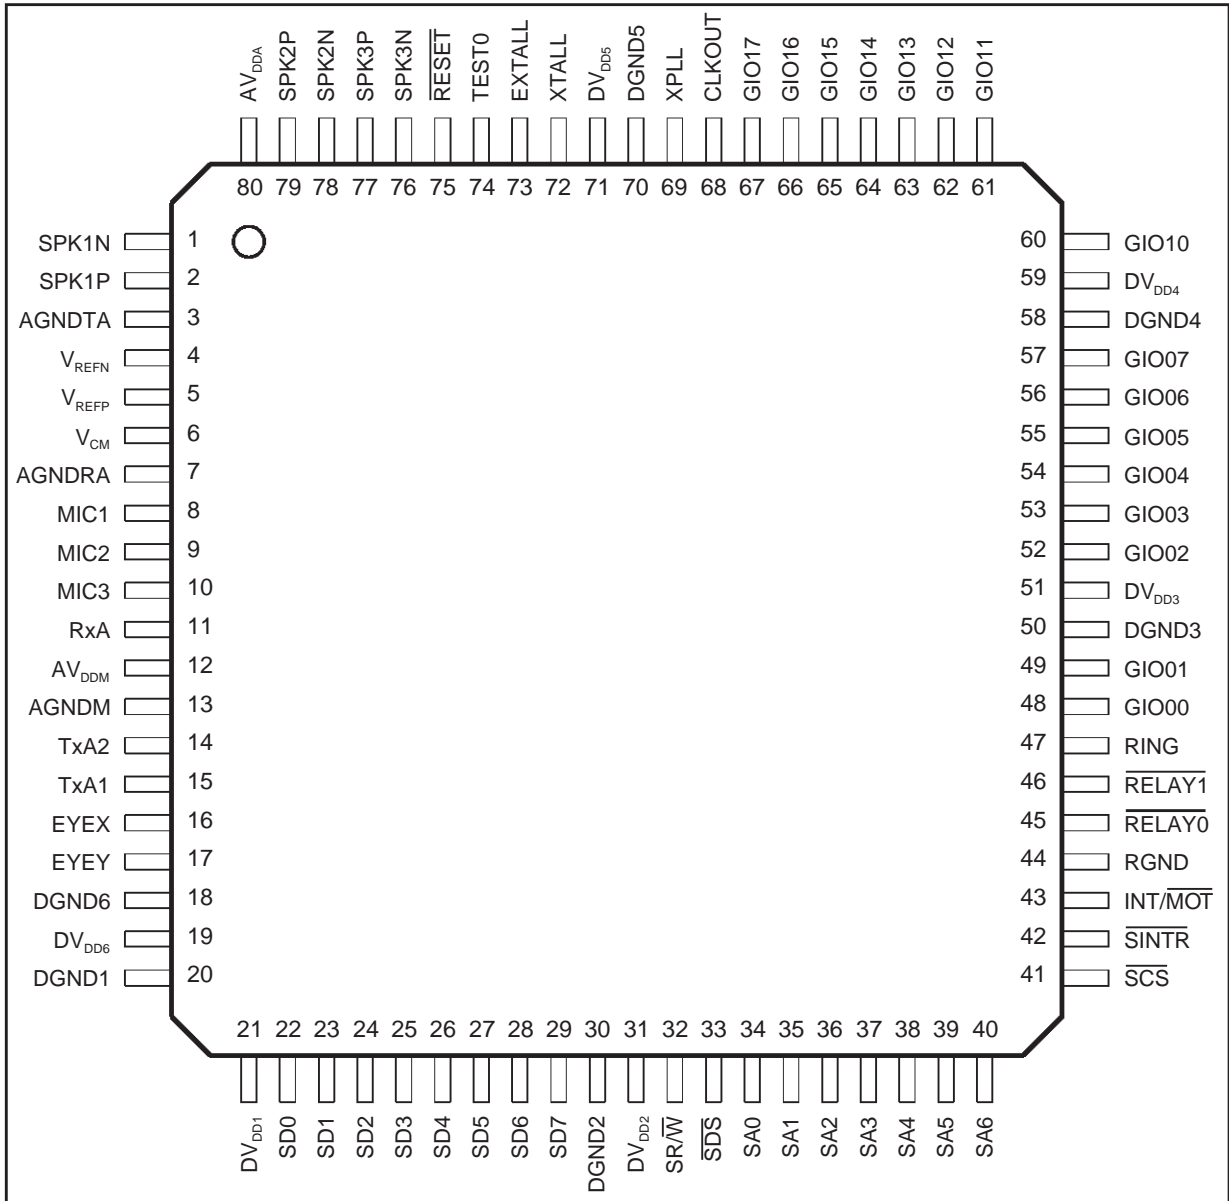 AVDDA
SPK2P
SPK2N
SPK3P
SPK3N
RESET
TEST0
EXTALL
XTALL
DVDD5
DGND5
XPLL
CLKOUT
GIO17
GIO16
GIO15
GIO14
GIO13
GIO12
GIO11
80 79 78 77 76 75 74 73 72 71 70 69 68 67 66 65 64 63 62 61
SPK1N 1
SPK1P 2
AGNDTA 3
VREFN 4
VREFP 5
VCM 6
AGNDRA 7
MIC1 8
MIC2 9
MIC3 10
RxA 11
AVDDM 12
AGNDM 13
TxA2 14
TxA1 15
EYEX 16
EYEY 17
DGND6 18
DVDD6 19
DGND1 20
60 GIO10
59 DVDD4
58 DGND4
57 GIO07
56 GIO06
55 GIO05
54 GIO04
53 GIO03
52 GIO02
51 DVDD3
50 DGND3
49 GIO01
48 GIO00
47 RING
46 RELAY1
45 RELAY0
44 RGND
43 INT/MOT
42 SINTR
41 SCS
21 22 23 24 25 26 27 28 29 30 31 32 33 34 35 36 37 38 39 40
DVDD1
SD0
SD1
SD2
SD3
SD4
SD5
SD6
SD7
DGND2
DVDD2
SR/W
SDS
SA0
SA1
SA2
SA3
SA4
SA5
SA6